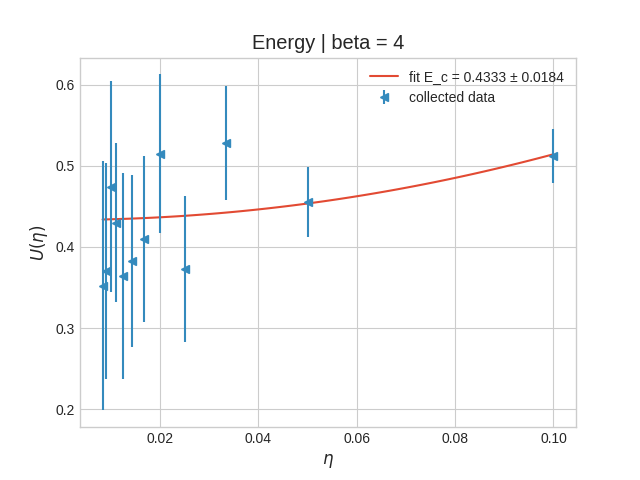 Energy | beta = 4
fit E_c = 0.4333 ± 0.0184
collected data
U(η)
0.6
0.5
0.4
0.3
0.2
0.02 0.04 0.06 0.08 0.10
η